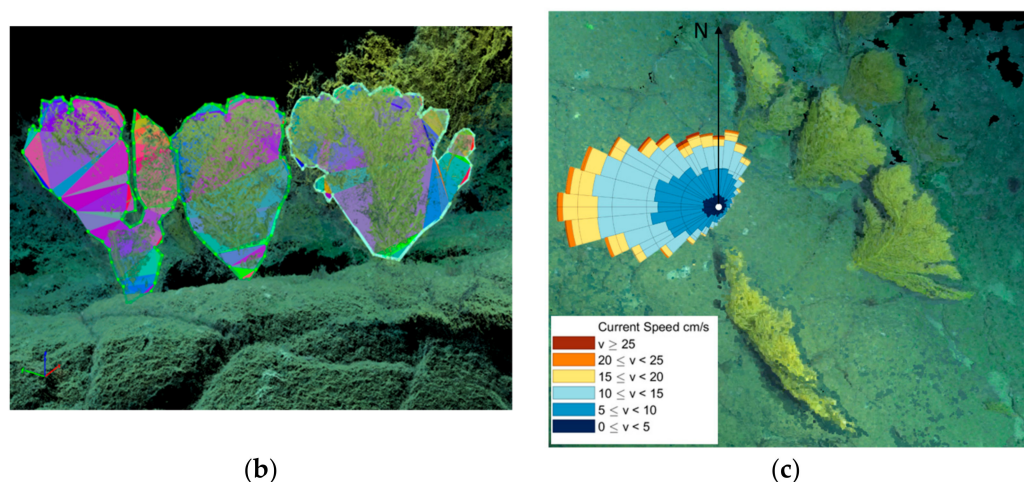 N
Current Speed cm/s
v ≥ 25
20 ≤ v < 25
15 ≤ v < 20
10 ≤ v < 15
5 ≤ v < 10
0 ≤ v < 5
(b)
(c)